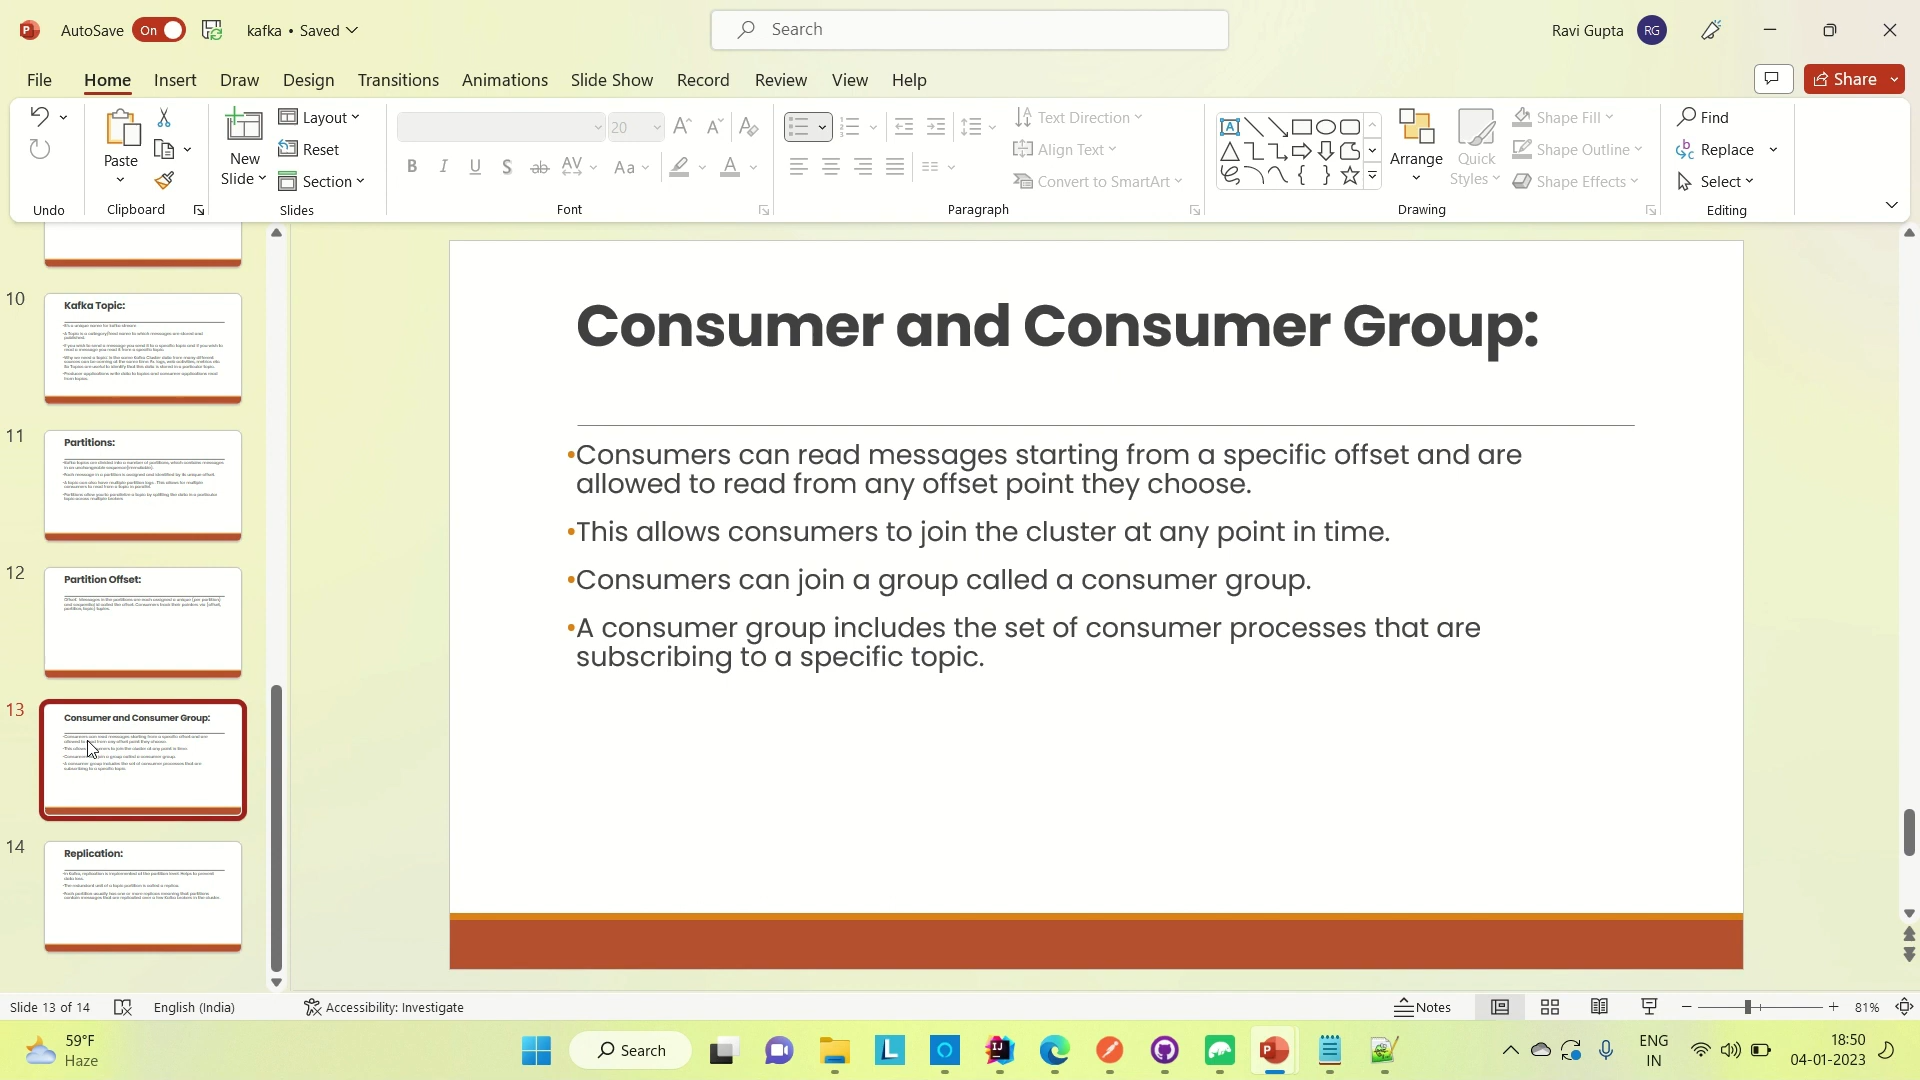 AutoSave On kafka • Saved Search Ravi Gupta RG
File Home Insert Draw Design Transitions Animations Slide Show Record Review View Help Share
Paste New Slide Layout Reset Section 20 Text Direction Align Text Convert to SmartArt Arrange Quick Styles Shape Fill Shape Outline Shape Effects Find Replace Select
Undo Clipboard Slides Font Paragraph Drawing Editing
10
Kafka Topic:
11
Partitions:
12
Partition Offset:
13
Consumer and Consumer Group:
14
Replication:
Consumer and Consumer Group:
•Consumers can read messages starting from a specific offset and are
allowed to read from any offset point they choose.
•This allows consumers to join the cluster at any point in time.
•Consumers can join a group called a consumer group.
•A consumer group includes the set of consumer processes that are
subscribing to a specific topic.
Slide 13 of 14 English (India) Accessibility: Investigate Notes 81%
59°F
Haze
Search
ENG
IN
18:50
04-01-2023